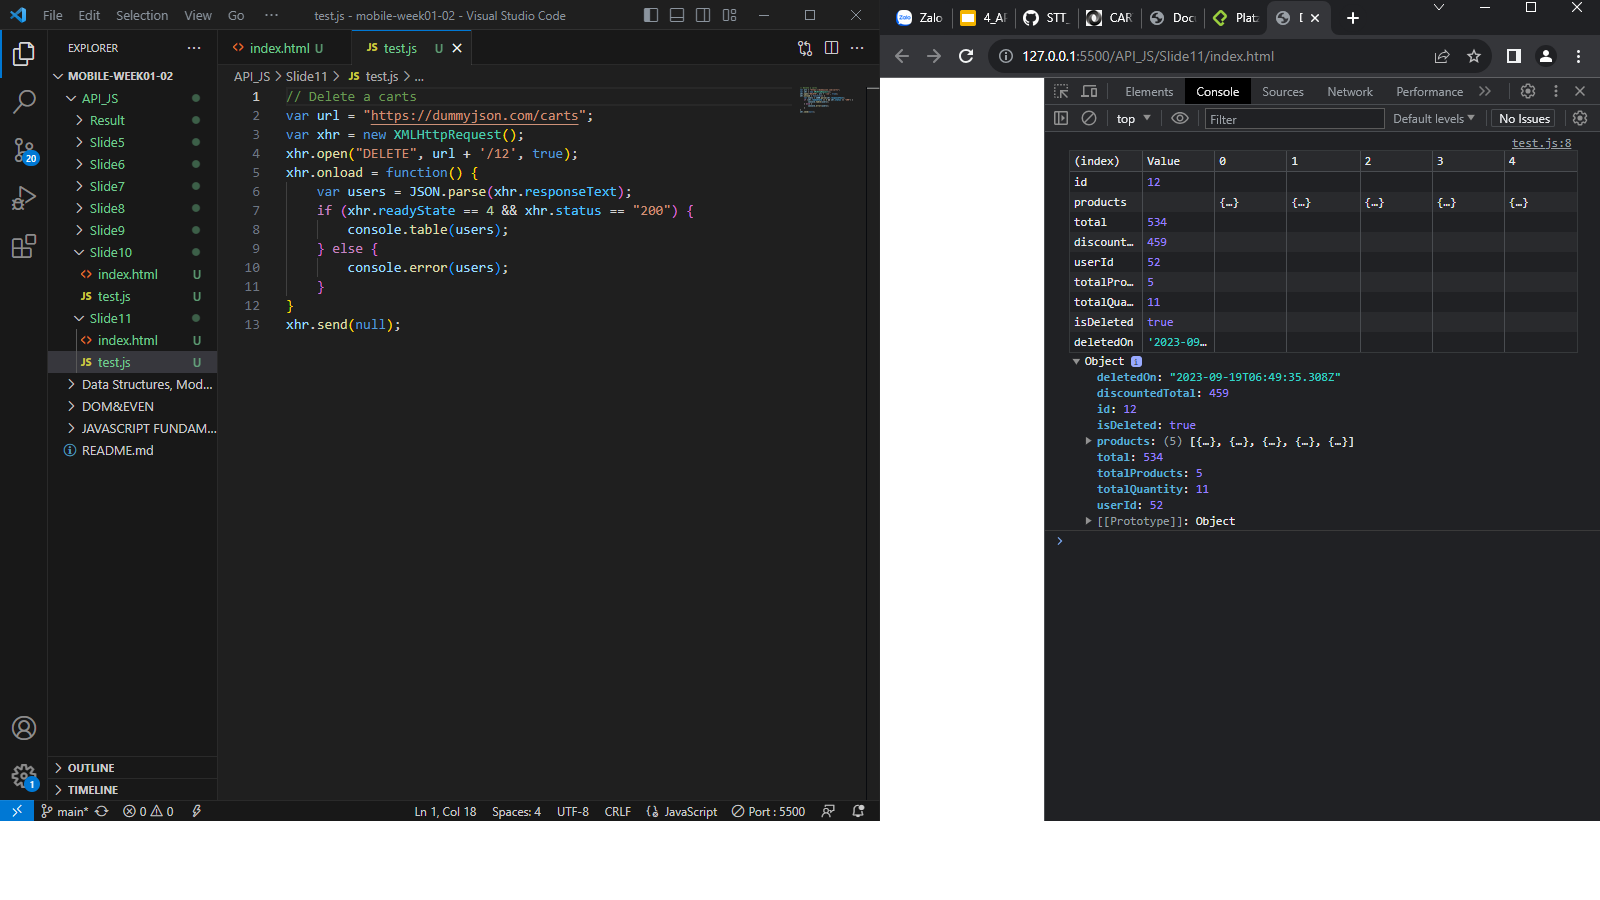 File Edit Selection View Go ··· test.js - mobile-week01-02 - Visual Studio Code
EXPLORER ···
MOBILE-WEEK01-02
API_JS
Result
Slide5
Slide6
Slide7
Slide8
Slide9
Slide10
index.html U
test.js U
Slide11
index.html U
JS test.js U
Data Structures, Mod...
DOM&EVEN
JAVASCRIPT FUNDAM...
README.md
OUTLINE
TIMELINE
20
1
index.html U JS test.js U
API_JS > Slide11 > JS test.js > ...
1 // Delete a carts
2 var url = "https://dummyjson.com/carts";
3 var xhr = new XMLHttpRequest();
4 xhr.open("DELETE", url + '/12', true);
5 xhr.onload = function() {
6 var users = JSON.parse(xhr.responseText);
7 if (xhr.readyState == 4 && xhr.status == "200") {
8 console.table(users);
9 } else {
10 console.error(users);
11 }
12 }
13 xhr.send(null);
main* 0 0 Ln 1, Col 18 Spaces: 4 UTF-8 CRLF JavaScript Port : 5500
Zalo 4_AP STT_ CAR Docu Plat
127.0.0.1:5500/API_JS/Slide11/index.html
Elements Console Sources Network Performance
top Filter Default levels No Issues
test.js:8
(index) Value 0 1 2 3 4
id 12
products {…} {…} {…} {…} {…}
total 534
discount… 459
userId 52
totalPro… 5
totalQua… 11
isDeleted true
deletedOn '2023-09…
Object i
deletedOn: "2023-09-19T06:49:35.308Z"
discountedTotal: 459
id: 12
isDeleted: true
products: (5) [{…}, {…}, {…}, {…}, {…}]
total: 534
totalProducts: 5
totalQuantity: 11
userId: 52
[[Prototype]]: Object